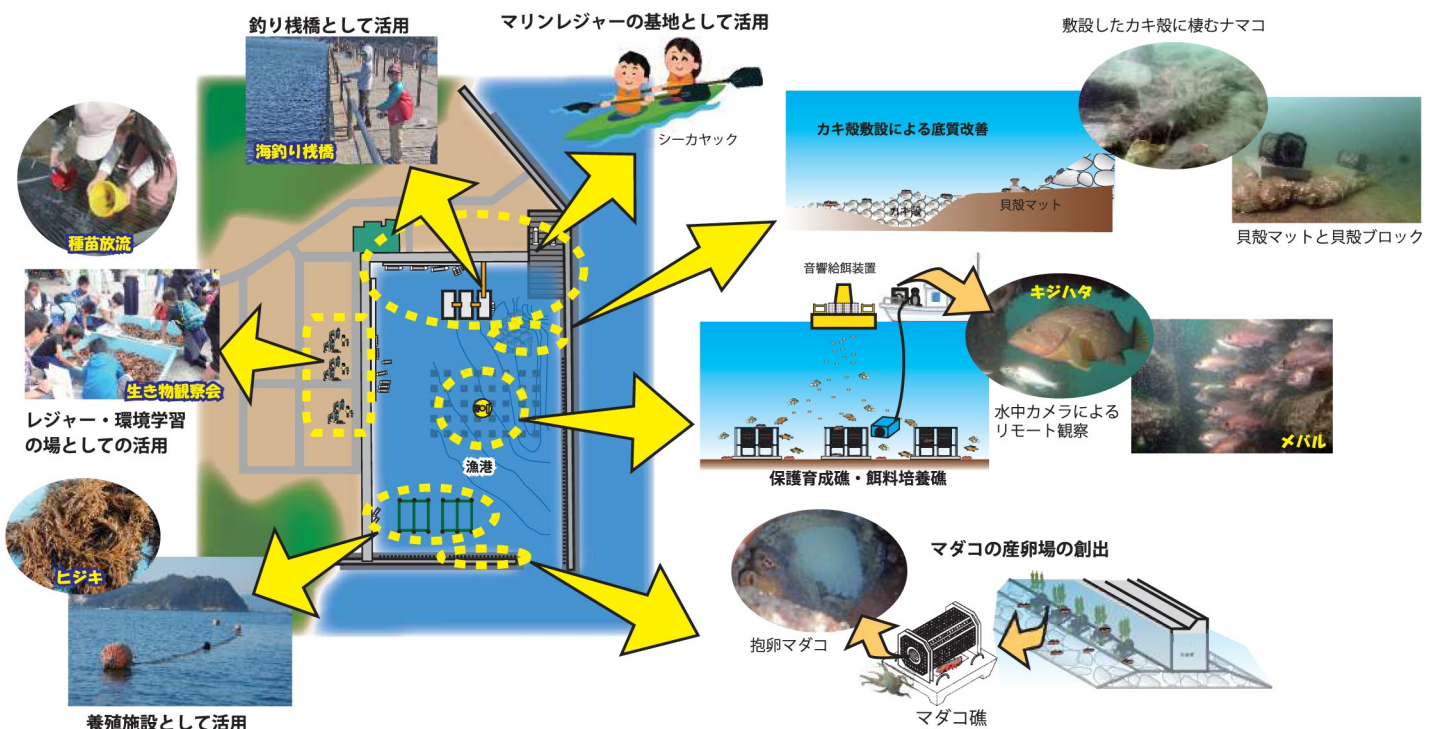 釣り桟橋として活用
海釣り桟橋
マリンレジャーの基地として活用
シーカヤック
敷設したカキ殻に棲むナマコ
カキ殻敷設による底質改善
カキ殻
貝殻マット
貝殻マットと貝殻ブロック
種苗放流
生き物観察会
レジャー・環境学習
の場としての活用
漁港
音響給餌装置
キジハタ
水中カメラによる
リモート観察
メバル
保護育成礁・餌料培養礁
ヒジキ
養殖施設として活用
マダコの産卵場の創出
抱卵マダコ
マダコ礁